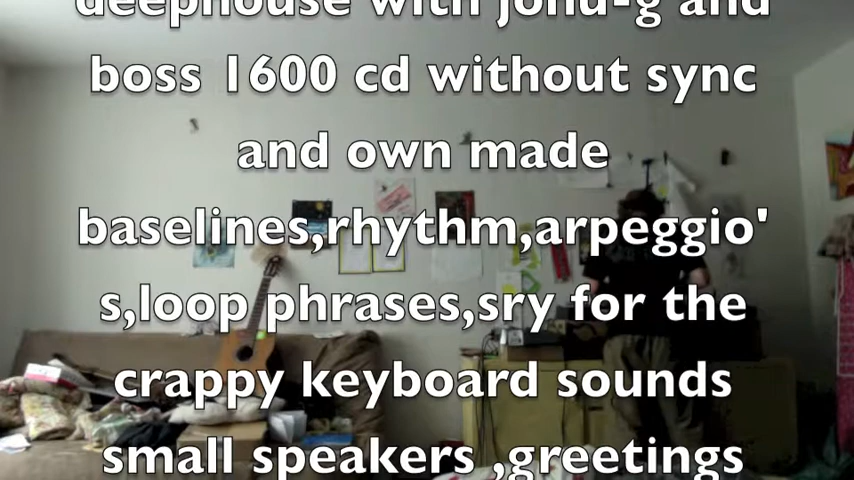 deephouse with jonu-g and
boss 1600 cd without sync
and own made
baselines,rhythm,arpeggio'
s,loop phrases,sry for the
crappy keyboard sounds
small speakers ,greetings